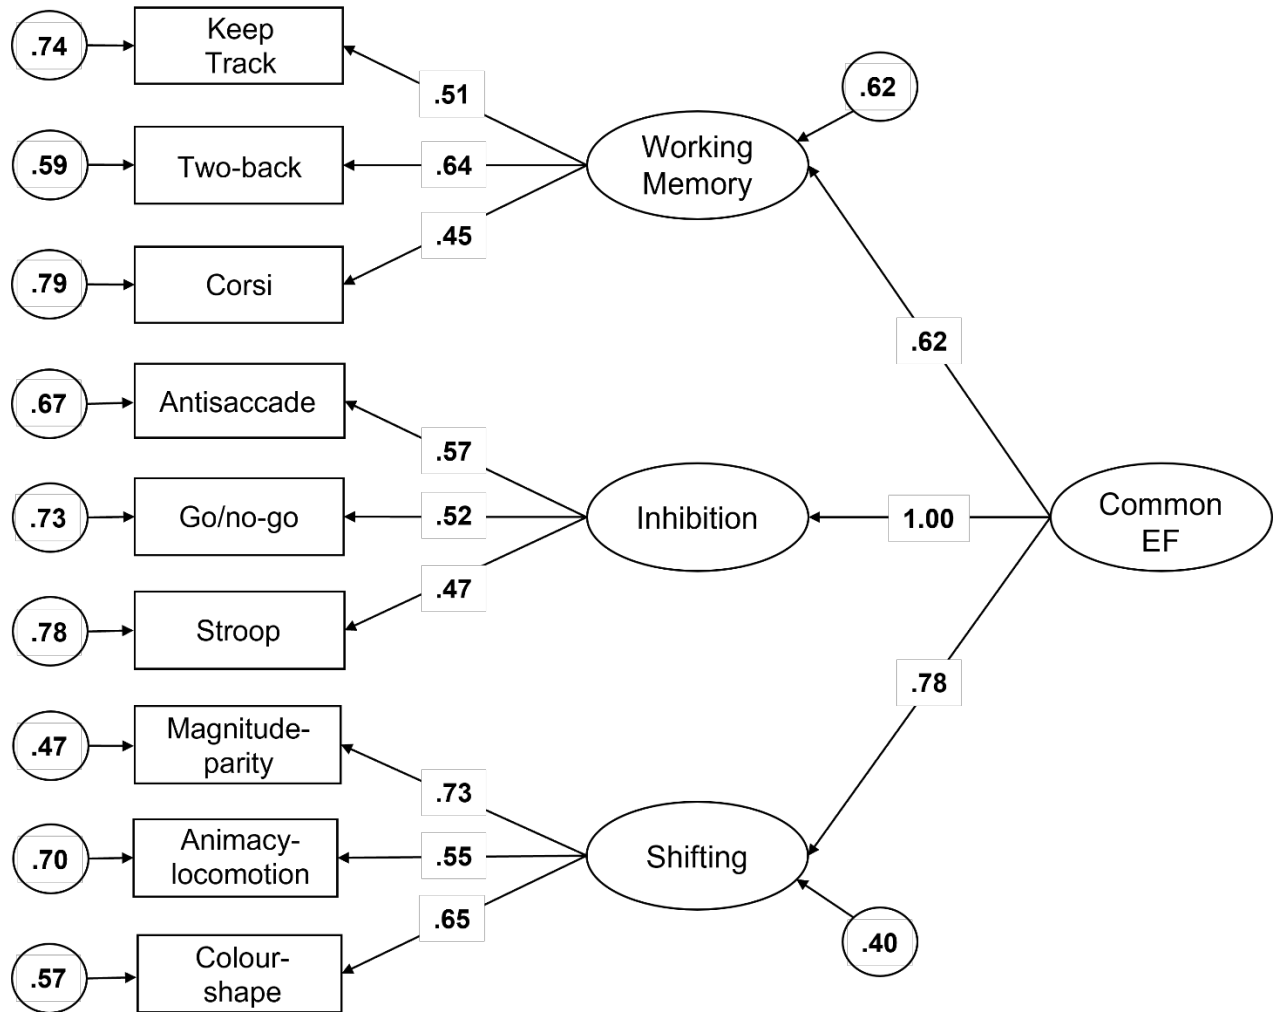 .74
Keep
Track
.51
.62
.59
Two-back
.64
Working
Memory
.79
Corsi
.45
.62
.67
Antisaccade
.57
.73
Go/no-go
.52
Inhibition
1.00
Common
EF
.78
Stroop
.47
.78
.47
Magnitude-
parity
.73
.70
Animacy-
locomotion
.55
Shifting
.65
.40
.57
Colour-
shape